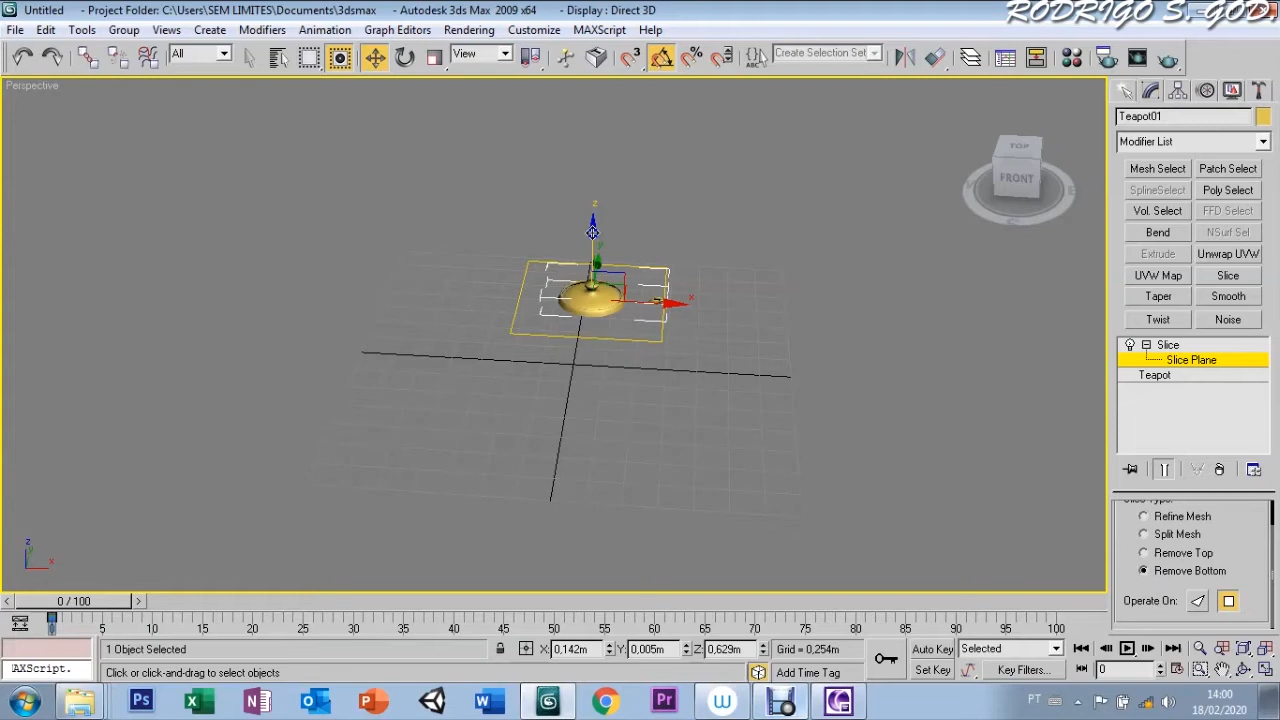 Untitled - Project Folder: C:\Users\SEM LIMITES\Documents\3dsmax - Autodesk 3ds Max 2009 x64 - Display : Direct 3D
RODRIGO S. GOD
File Edit Tools Group Views Create Modifiers Animation Graph Editors Rendering Customize MAXScript Help
All View 3 % ABC Create Selection Set
Perspective
Teapot01
Modifier List
Mesh Select Patch Select
SplineSelect Poly Select
Vol. Select FFD Select
Bend NSurf Sel
Extrude Unwrap UVW
UVW Map Slice
Taper Smooth
Twist Noise
TOP
FRONT
z
y
x
Slice
Slice Plane
Teapot
Refine Mesh
Split Mesh
Remove Top
Remove Bottom
Operate On:
z
y
x
< 0 / 100 >
5 10 15 20 25 30 35 40 45 50 55 60 65 70 75 80 85 90 95 100
1 Object Selected X: 0,142m Y: 0,005m Z: 0,629m Grid = 0,254m Auto Key Selected
AXScript. Click or click-and-drag to select objects Add Time Tag Set Key Key Filters... 0
Ps X N O P W Pr W
PT 14:00
18/02/2020